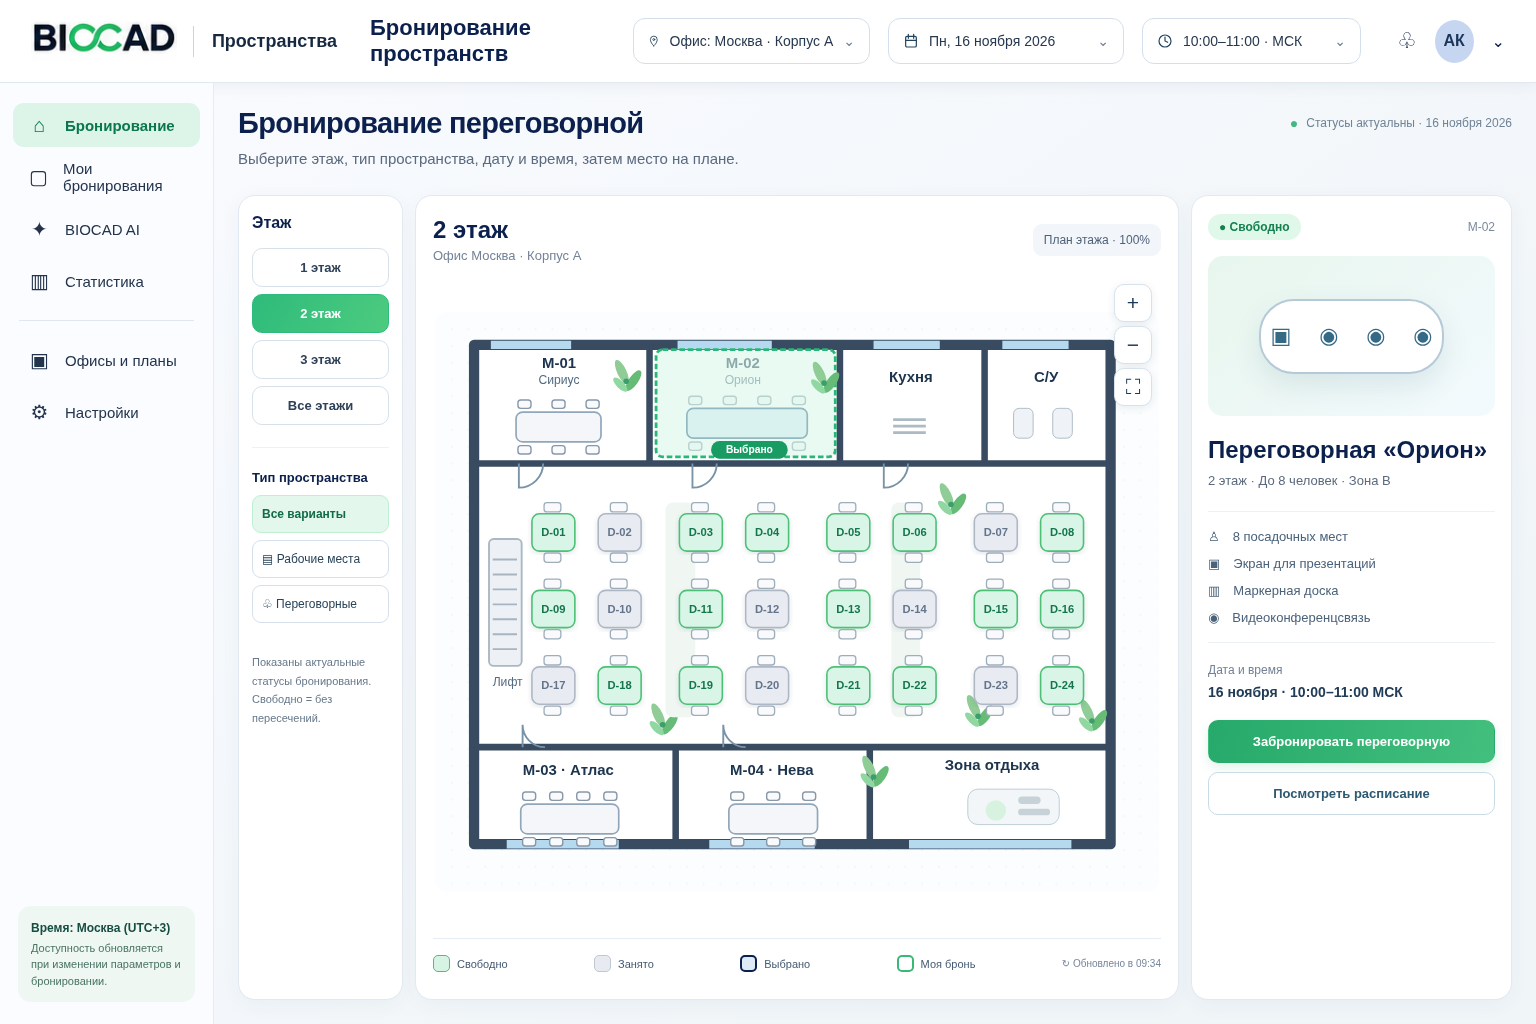 BIOCAD
Пространства
Бронирование
пространств
Офис: Москва · Корпус А
Пн, 16 ноября 2026
10:00–11:00 · МСК
АК
Бронирование
Мои
бронирования
BIOCAD AI
Статистика
Офисы и планы
Настройки
Время: Москва (UTC+3)
Доступность обновляется
при изменении параметров и
бронировании.
Бронирование переговорной
Выберите этаж, тип пространства, дату и время, затем место на плане.
Статусы актуальны · 16 ноября 2026
Этаж
1 этаж
2 этаж
3 этаж
Все этажи
Тип пространства
Все варианты
Рабочие места
Переговорные
Показаны актуальные
статусы бронирования.
Свободно = без
пересечений.
2 этаж
Офис Москва · Корпус А
План этажа · 100%
+
−
M-01
Сириус
M-02
Орион
Выбрано
Кухня
С/У
D-01
D-02
D-03
D-04
D-05
D-06
D-07
D-08
D-09
D-10
D-11
D-12
D-13
D-14
D-15
D-16
Лифт
D-17
D-18
D-19
D-20
D-21
D-22
D-23
D-24
M-03 · Атлас
M-04 · Нева
Зона отдыха
Свободно
Занято
Выбрано
Моя бронь
↻ Обновлено в 09:34
● Свободно
M-02
Переговорная «Орион»
2 этаж · До 8 человек · Зона B
8 посадочных мест
Экран для презентаций
Маркерная доска
Видеоконференцсвязь
Дата и время
16 ноября · 10:00–11:00 МСК
Забронировать переговорную
Посмотреть расписание